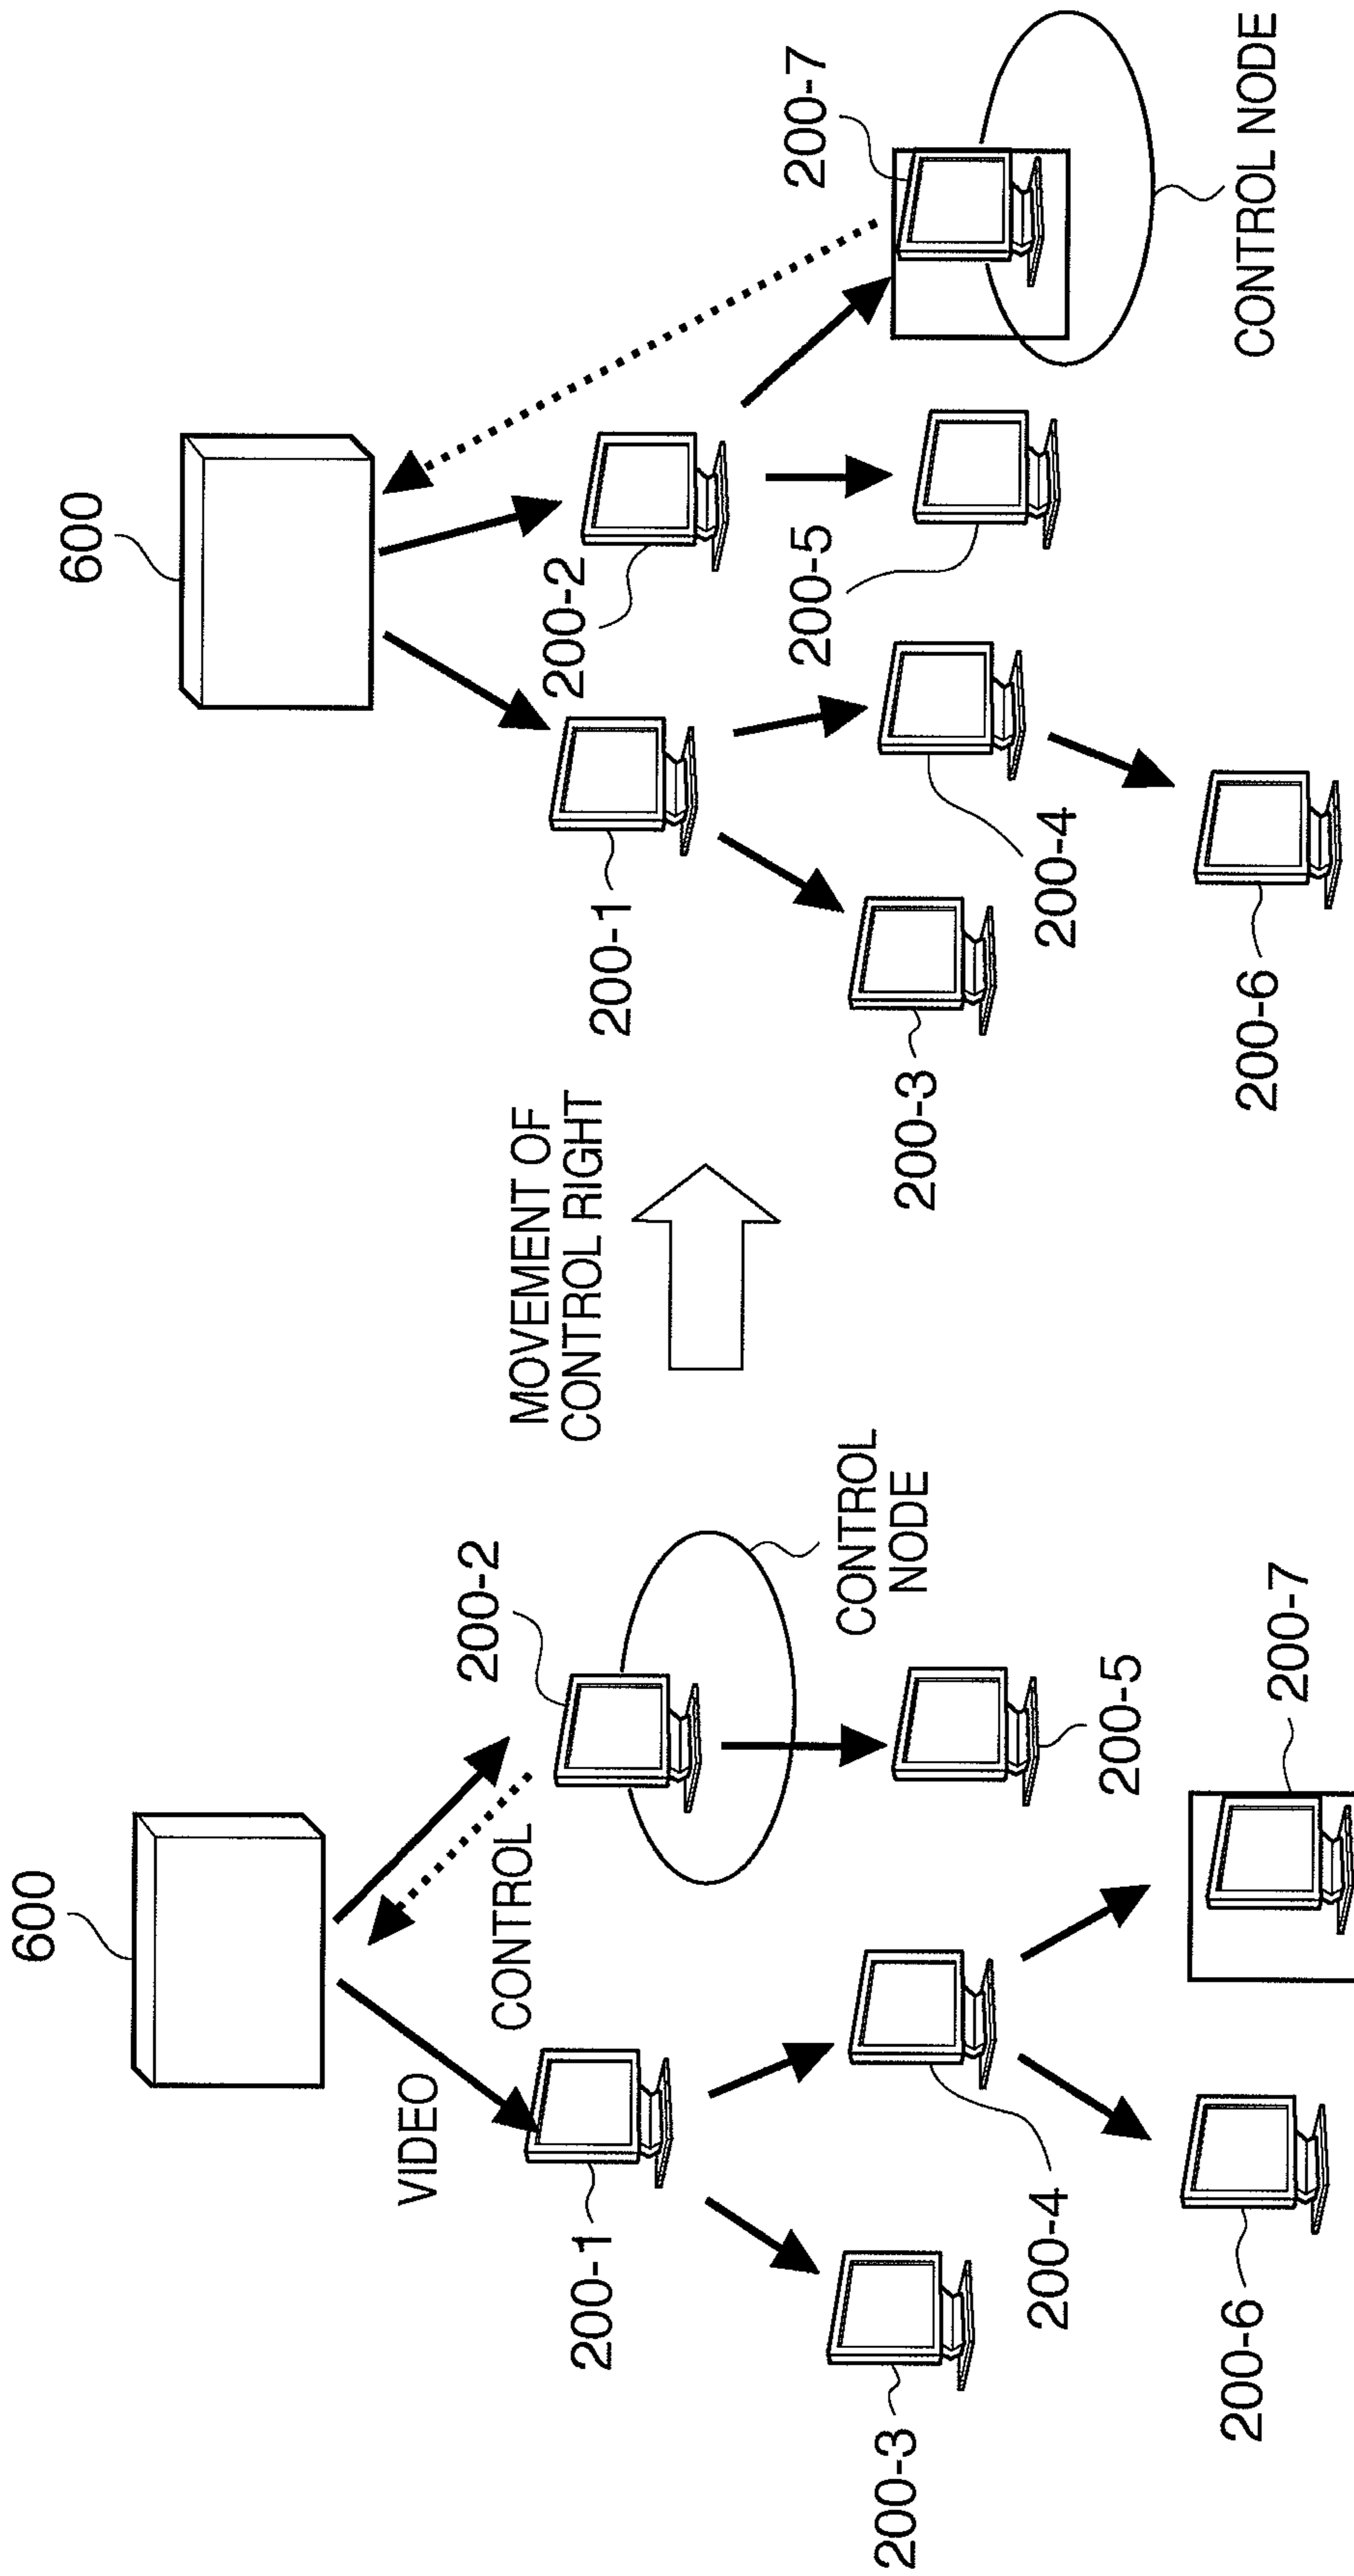 600
VIDEO
CONTROL
200-2
200-1
CONTROL
NODE
200-3
200-4
200-5
200-6
200-7
MOVEMENT OF
CONTROL RIGHT
600
200-2
200-1
200-7
200-5
200-3
200-4
200-6
CONTROL NODE